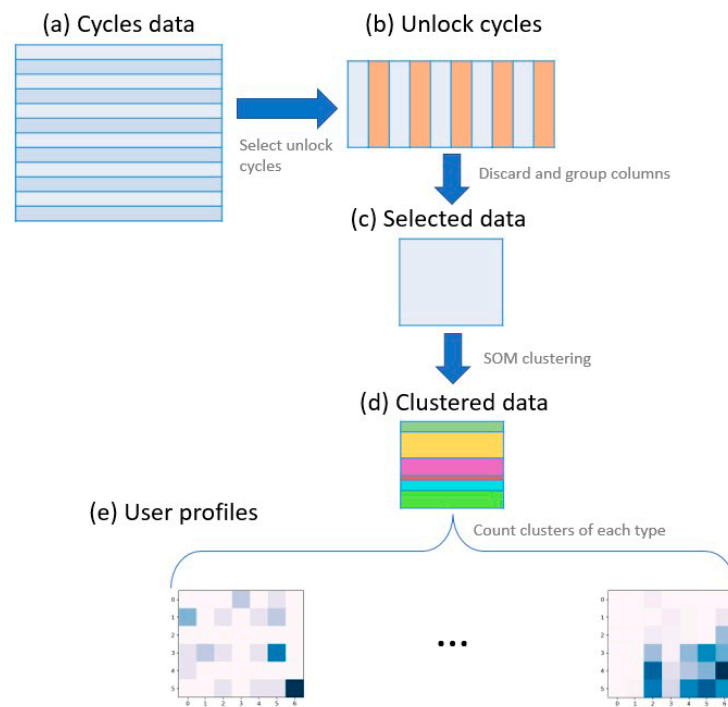 (a) Cycles data
(b) Unlock cycles
Select unlock
cycles
Discard and group columns
(c) Selected data
SOM clustering
(d) Clustered data
(e) User profiles
Count clusters of each type
0
1
2
3
4
5
0 1 2 3 4 5 6
...
0
1
2
3
4
5
0 1 2 3 4 5 6